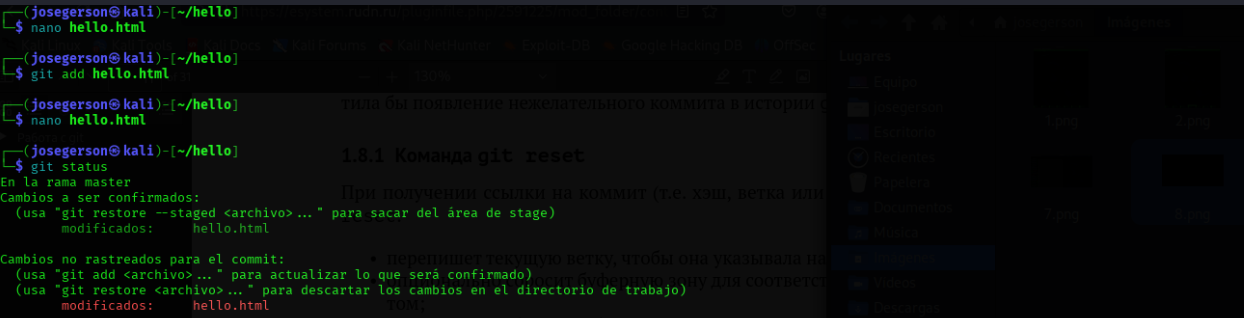 ┌──(josegerson㉿kali)-[~/hello]
└─$ nano hello.html
┌──(josegerson㉿kali)-[~/hello]
└─$ git add hello.html
┌──(josegerson㉿kali)-[~/hello]
└─$ nano hello.html
┌──(josegerson㉿kali)-[~/hello]
└─$ git status
En la rama master
Cambios a ser confirmados:
(usa "git restore --staged <archivo>..." para sacar del área de stage)
modificados: hello.html
Cambios no rastreados para el commit:
(usa "git add <archivo>..." para actualizar lo que será confirmado)
(usa "git restore <archivo>..." para descartar los cambios en el directorio de trabajo)
modificados: hello.html
Kali Docs Kali Forums Kali NetHunter Exploit-DB Google Hacking DB OffSec
130%
тила бы появление нежелательного коммита в истории
1.8.1 Команда git reset
При получении ссылки на коммит (т.е. хэш, ветка или
• перепишет текущую ветку, чтобы она указывала на
буферную зону для соответст
том;
josegerson Imágenes
Lugares
Equipo
josegerson
Escritorio
Recientes
Papelera
Documentos
Música
Imágenes
Vídeos
Descargas
1.png 2.png
7.png 8.png